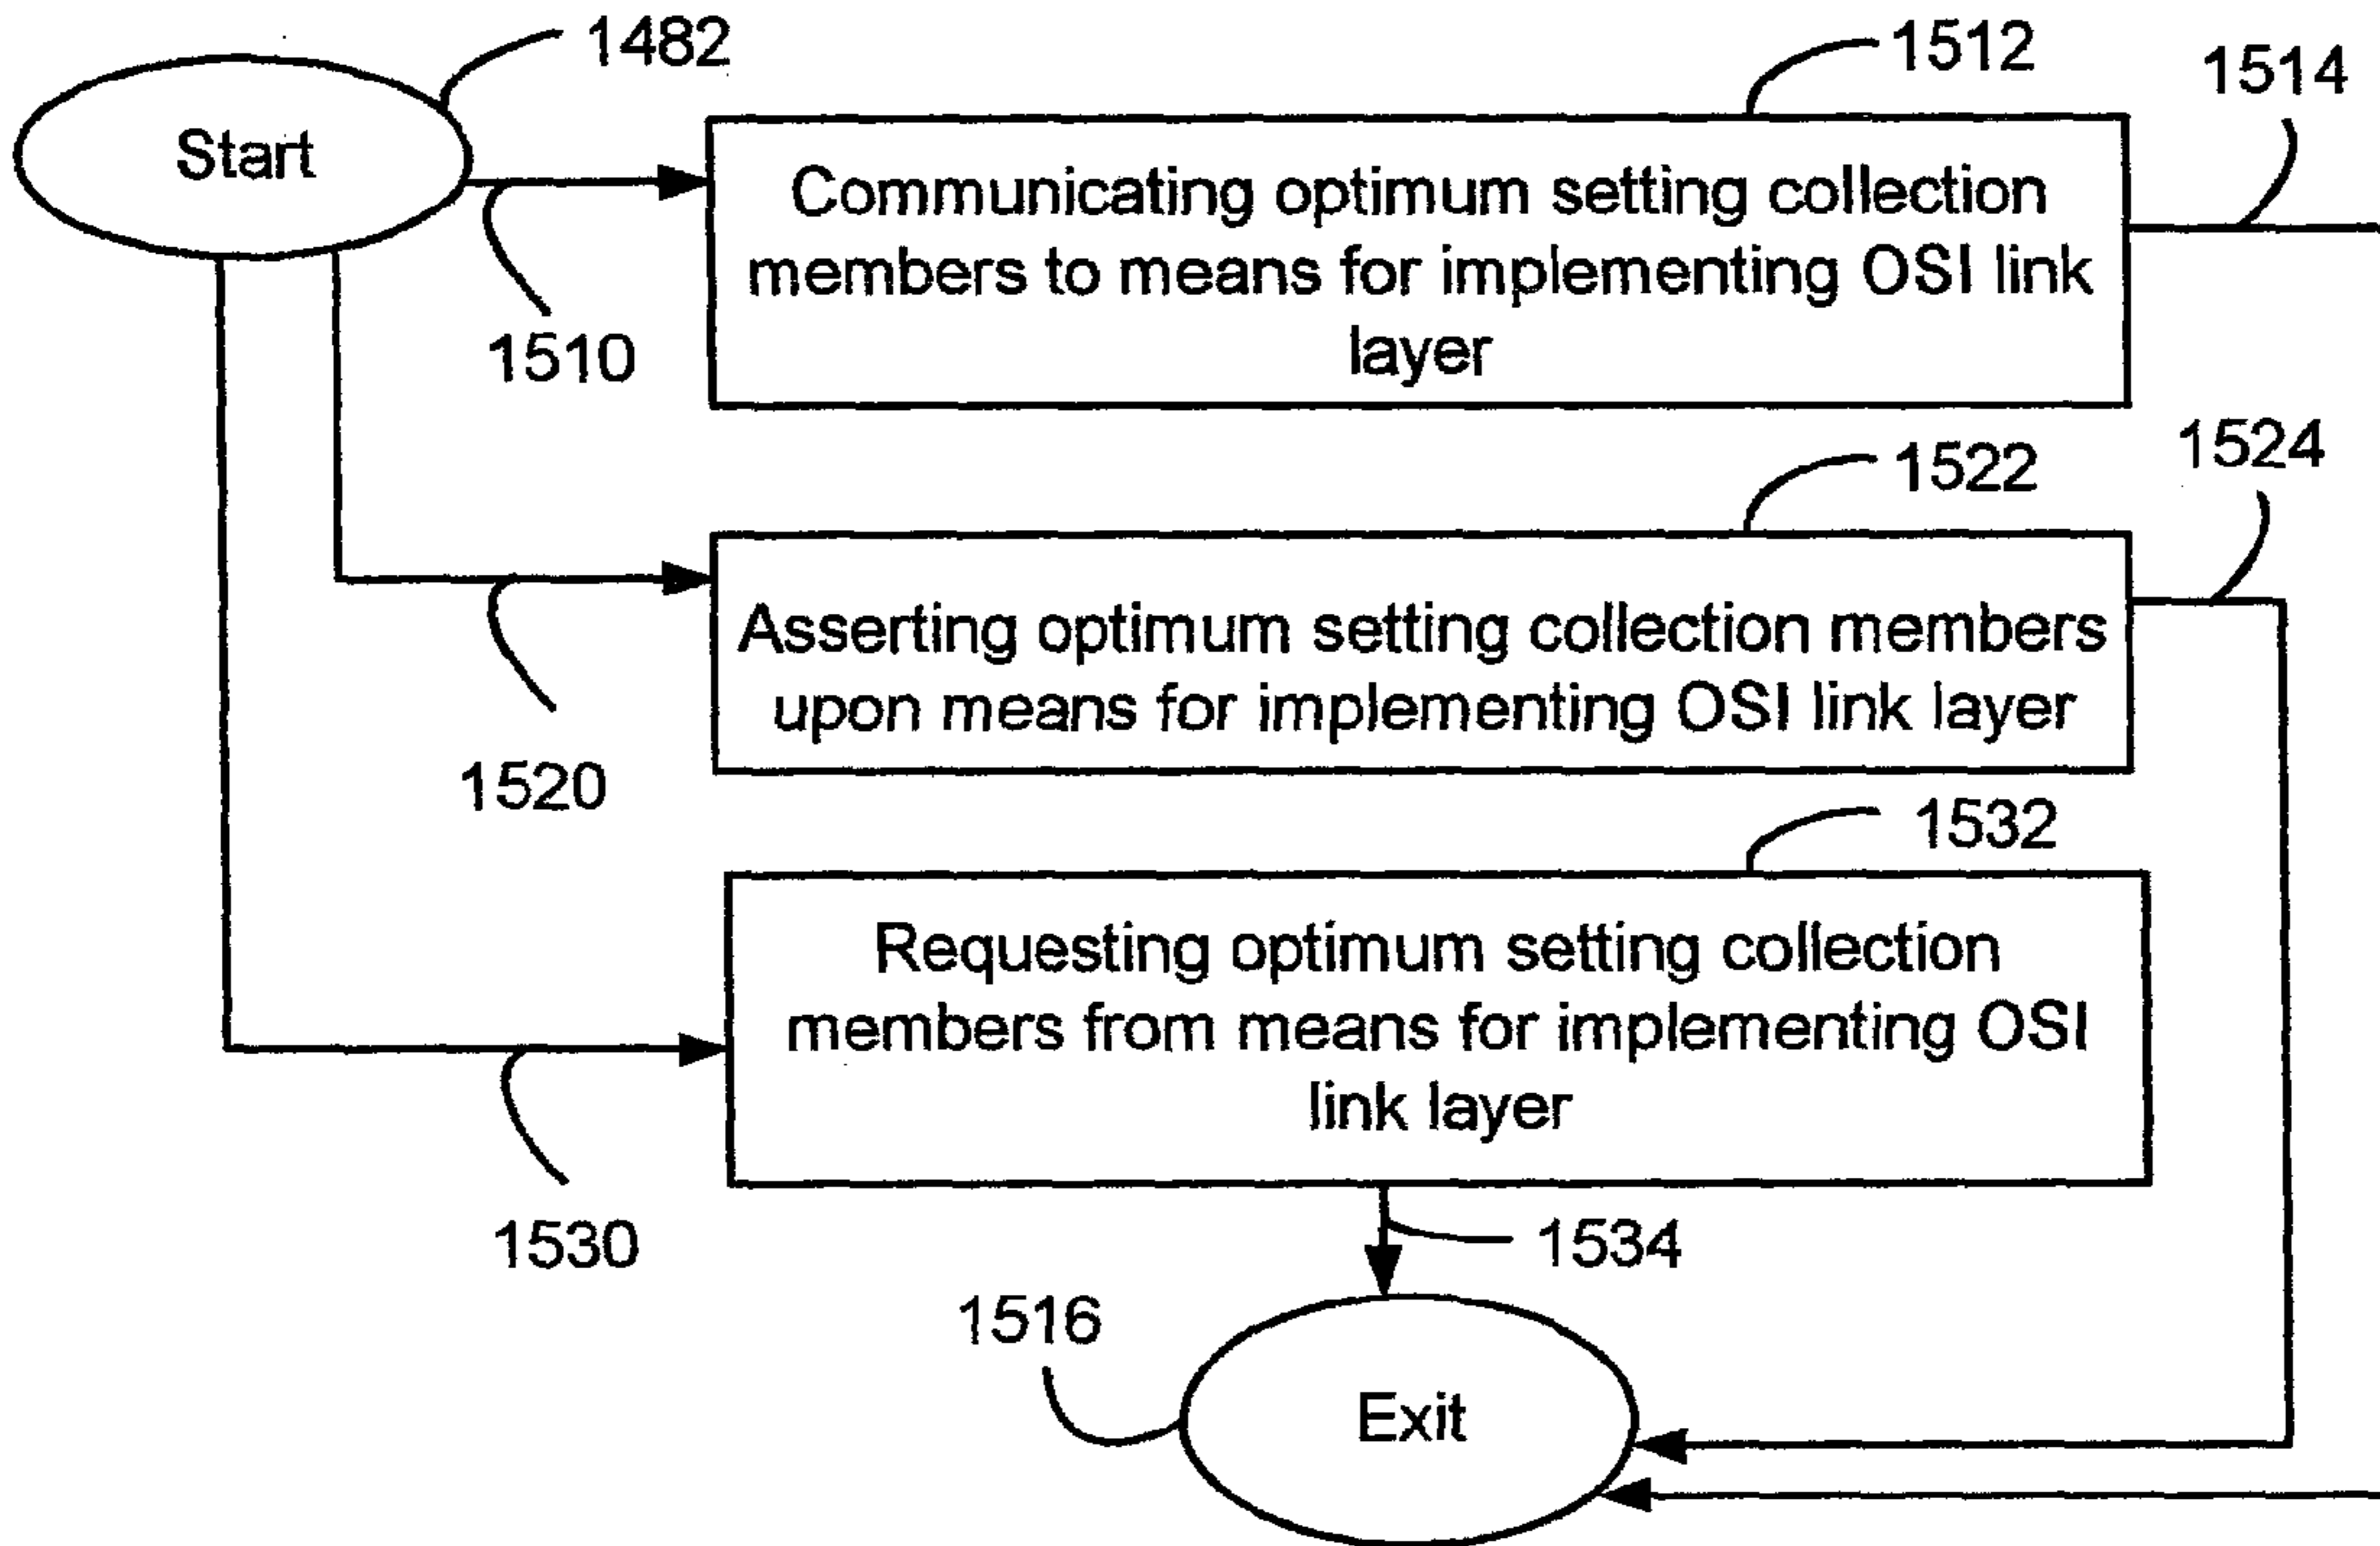 1482
1512
1514
Start
Communicating optimum setting collection
members to means for implementing OSI link
layer
1510
1522
1524
Asserting optimum setting collection members
upon means for implementing OSI link layer
1520
1532
Requesting optimum setting collection
members from means for implementing OSI
link layer
1530
1534
1516
Exit